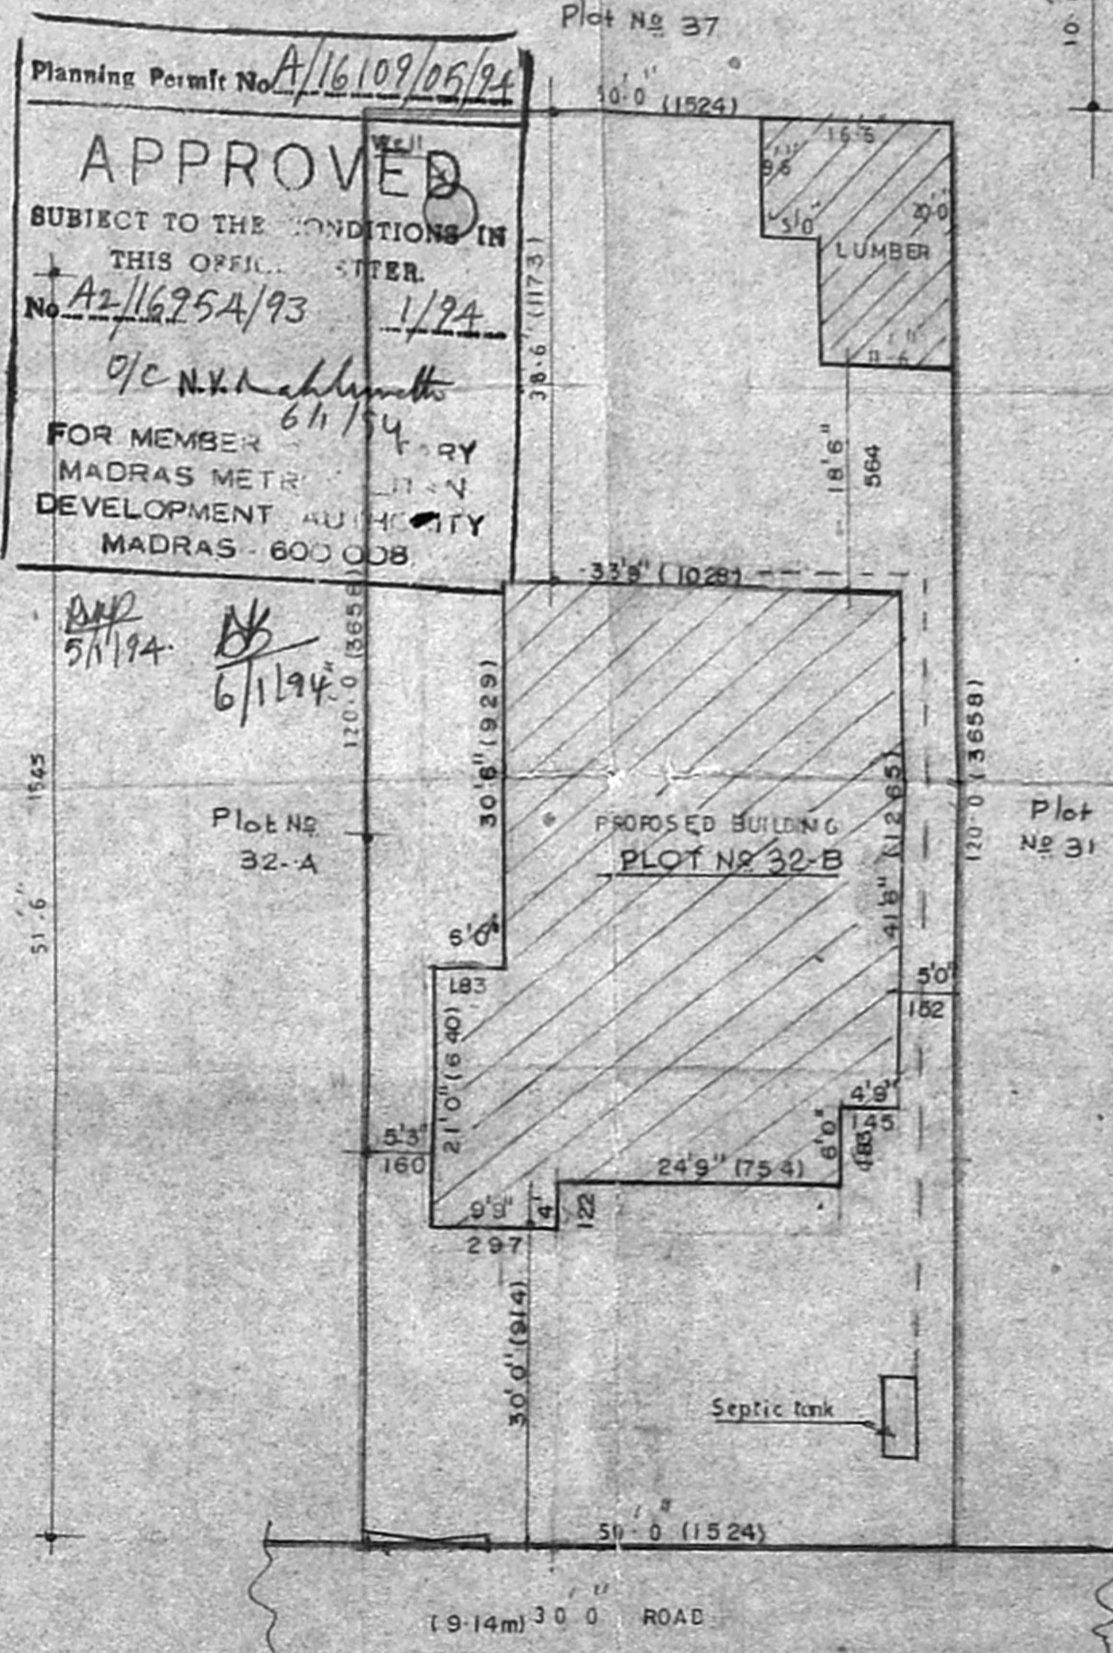 Plot No 37
Planning Permit No A/16109/05/94
APPROVED
SUBJECT TO THE CONDITIONS IN
THIS OFFIC TTER.
No A2/16954/93 1/94
O/C N.V.
6/1/94
FOR MEMBER RY
MADRAS METR
DEVELOPMENT AUTHORITY
MADRAS - 600 008
5/1/94
6/1/94
Well
50'-0" (1524)
16'-6"
9'6"
5'0"
20'-0"
LUMBER
11'-6"
38'-6" (1173)
18'6"
564
33'9" (1028)
120'-0" (3658)
30'6" (929)
Plot No
32-A
PROPOSED BUILDING
PLOT No 32-B
41'6" (1265)
120'-0 (3658)
Plot
No 31
51'-6"
6'0"
183
5'0"
152
21'0" (640)
5'3"
160
4'9"
145
6'0"
183
24'9" (754)
9'9"
297
4'
122
30'0" (914)
Septic tank
50'-0" (1524)
(9.14m) 30'0" ROAD